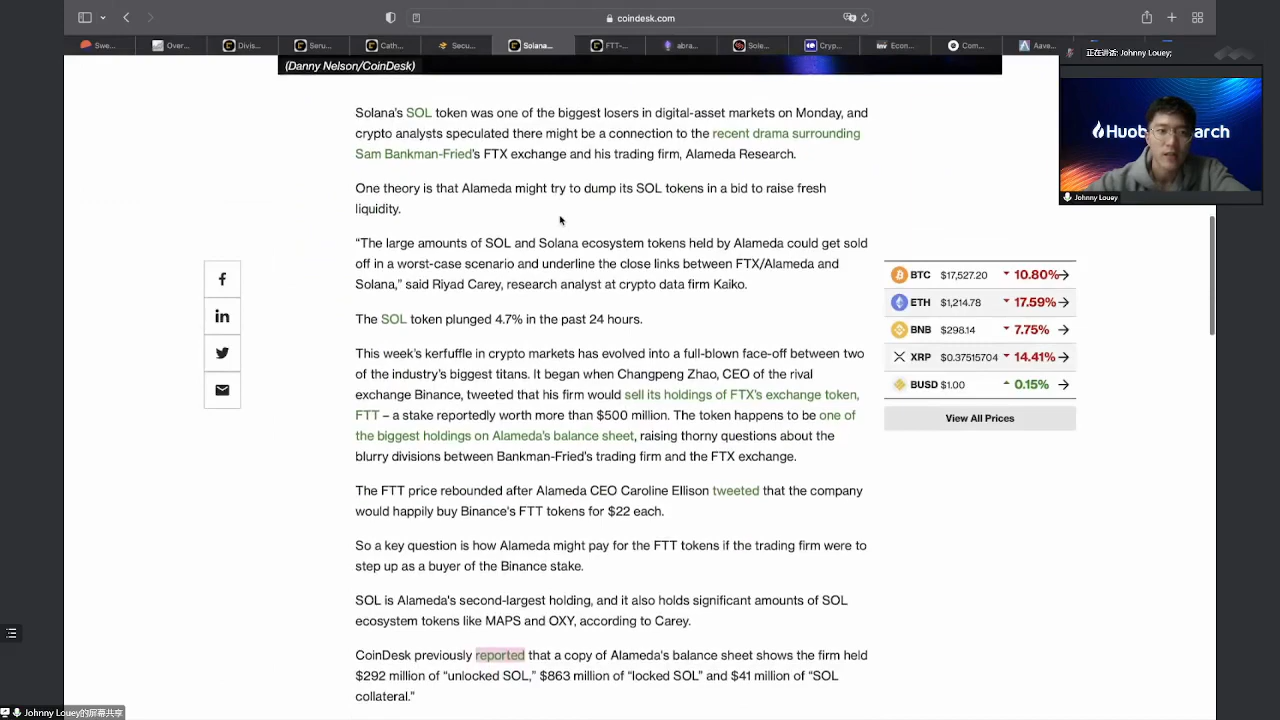 coindesk.com
Swe... Over... Divis... Seru... Cath... Secu... Solana... FTT-... abra... Sole... Cryp... Econ... Com... Aave...
正在讲话: Johnny Louey;
(Danny Nelson/CoinDesk)
Johnny Louey
Solana's SOL token was one of the biggest losers in digital-asset markets on Monday, and
crypto analysts speculated there might be a connection to the recent drama surrounding
Sam Bankman-Fried's FTX exchange and his trading firm, Alameda Research.
One theory is that Alameda might try to dump its SOL tokens in a bid to raise fresh
liquidity.
“The large amounts of SOL and Solana ecosystem tokens held by Alameda could get sold
off in a worst-case scenario and underline the close links between FTX/Alameda and
Solana,” said Riyad Carey, research analyst at crypto data firm Kaiko.
The SOL token plunged 4.7% in the past 24 hours.
This week's kerfuffle in crypto markets has evolved into a full-blown face-off between two
of the industry's biggest titans. It began when Changpeng Zhao, CEO of the rival
exchange Binance, tweeted that his firm would sell its holdings of FTX's exchange token,
FTT – a stake reportedly worth more than $500 million. The token happens to be one of
the biggest holdings on Alameda's balance sheet, raising thorny questions about the
blurry divisions between Bankman-Fried's trading firm and the FTX exchange.
The FTT price rebounded after Alameda CEO Caroline Ellison tweeted that the company
would happily buy Binance's FTT tokens for $22 each.
So a key question is how Alameda might pay for the FTT tokens if the trading firm were to
step up as a buyer of the Binance stake.
SOL is Alameda's second-largest holding, and it also holds significant amounts of SOL
ecosystem tokens like MAPS and OXY, according to Carey.
CoinDesk previously reported that a copy of Alameda's balance sheet shows the firm held
$292 million of “unlocked SOL,” $863 million of “locked SOL” and $41 million of “SOL
collateral.”
BTC $17,527.20 10.80%
ETH $1,214.78 17.59%
BNB $298.14 7.75%
XRP $0.37515704 14.41%
BUSD $1.00 0.15%
View All Prices
Johnny Louey的屏幕共享